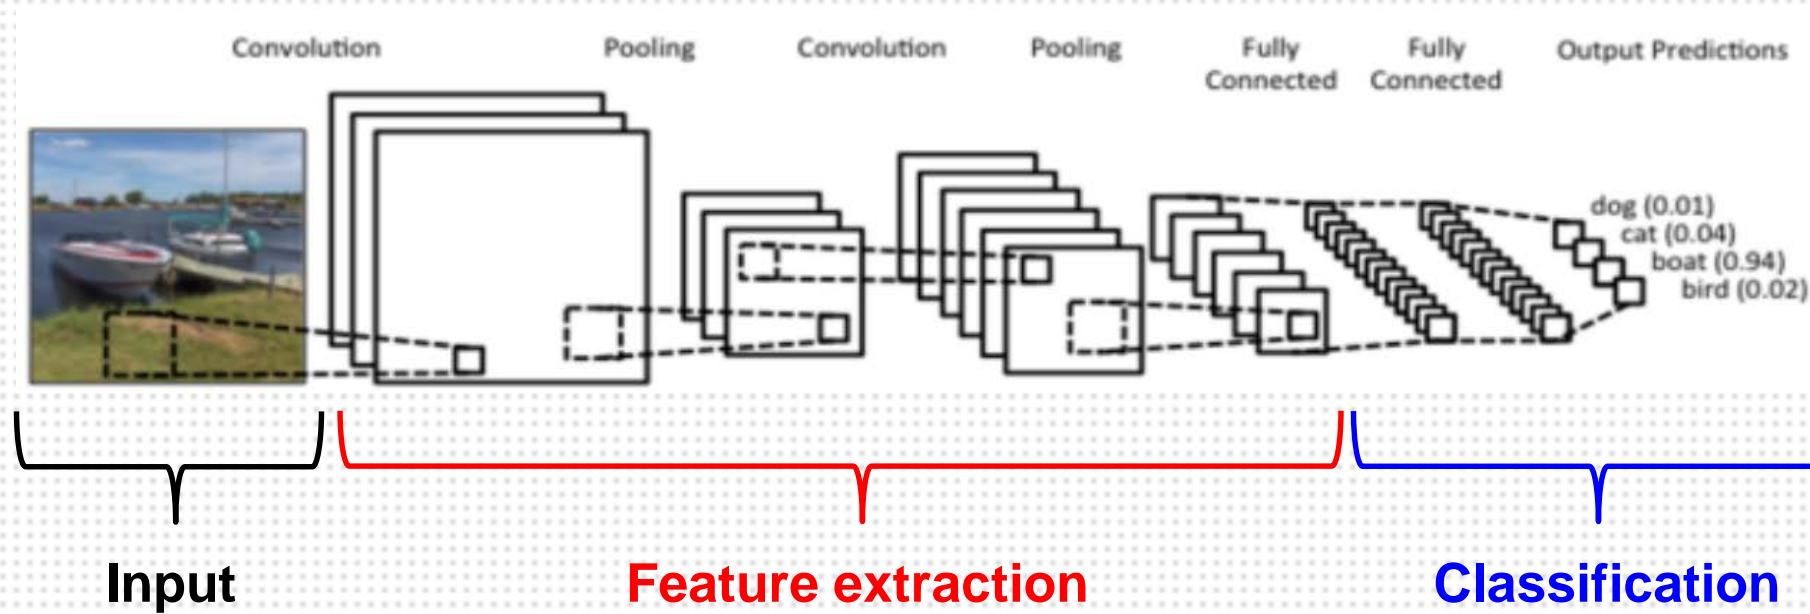 Convolution
Pooling
Convolution
Pooling
Fully
Connected
Fully
Connected
Output Predictions
dog (0.01)
cat (0.04)
boat (0.94)
bird (0.02)
Input
Feature extraction
Classification